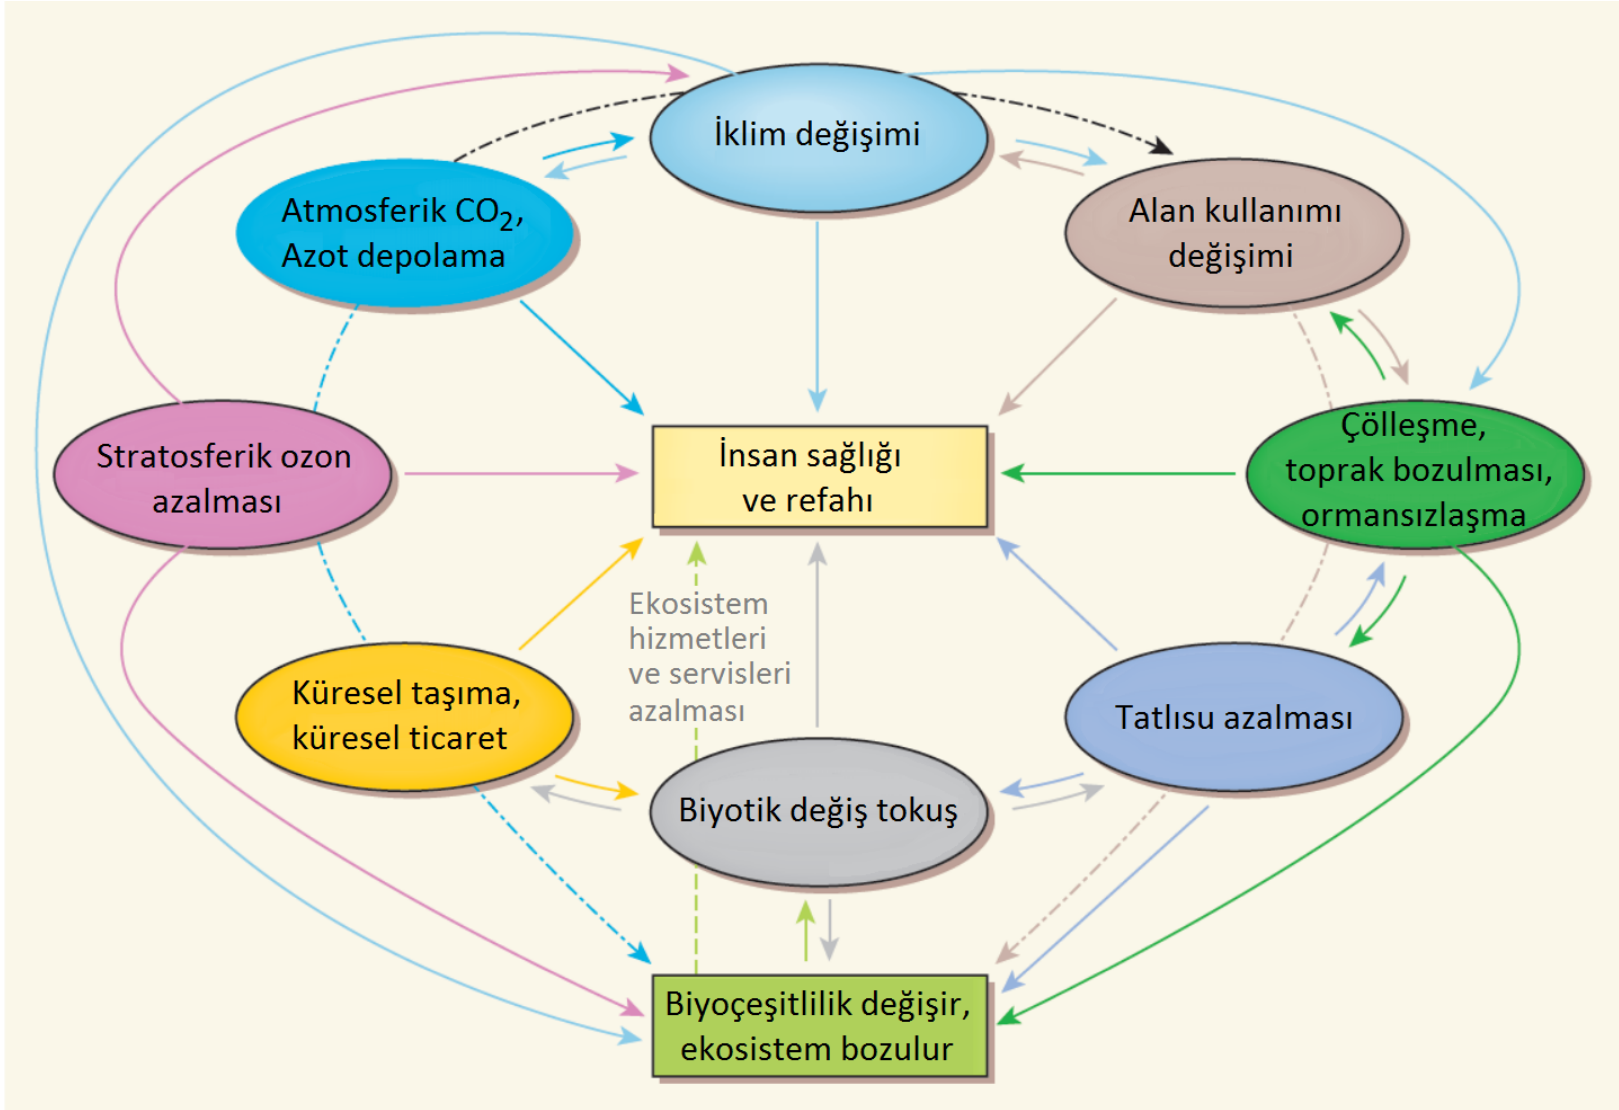 İklim değişimi
Atmosferik CO₂,
Azot depolama
Alan kullanımı
değişimi
Stratosferik ozon
azalması
İnsan sağlığı
ve refahı
Çölleşme,
toprak bozulması,
ormansızlaşma
Ekosistem
hizmetleri
ve servisleri
azalması
Küresel taşıma,
küresel ticaret
Tatlısu azalması
Biyotik değiş tokuş
Biyoçeşitlilik değişir,
ekosistem bozulur